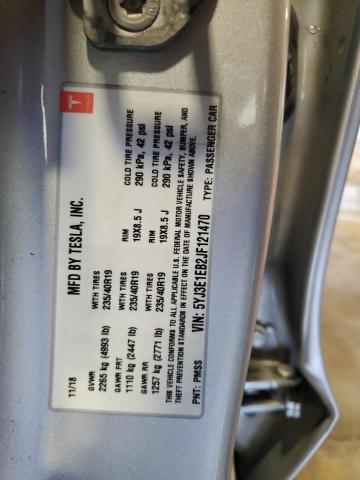 T
11/18
MFD BY TESLA, INC.
GVWR
2265 kg (4993 lb)
GAWR FRT WITH TIRES RIM COLD TIRE PRESSURE
1110 kg (2447 lb) 235/40R19 19X8.5 J 290 kPa, 42 psi
GAWR RR WITH TIRES RIM COLD TIRE PRESSURE
1257 kg (2771 lb) 235/40R19 19X8.5 J 290 kPa, 42 psi
THIS VEHICLE CONFORMS TO ALL APPLICABLE U.S. FEDERAL MOTOR VEHICLE SAFETY, BUMPER, AND
THEFT PREVENTION STANDARDS IN EFFECT ON THE DATE OF MANUFACTURE SHOWN ABOVE.
VIN: 5YJ3E1EB2JF121470
PNT: PMSS TYPE: PASSENGER CAR